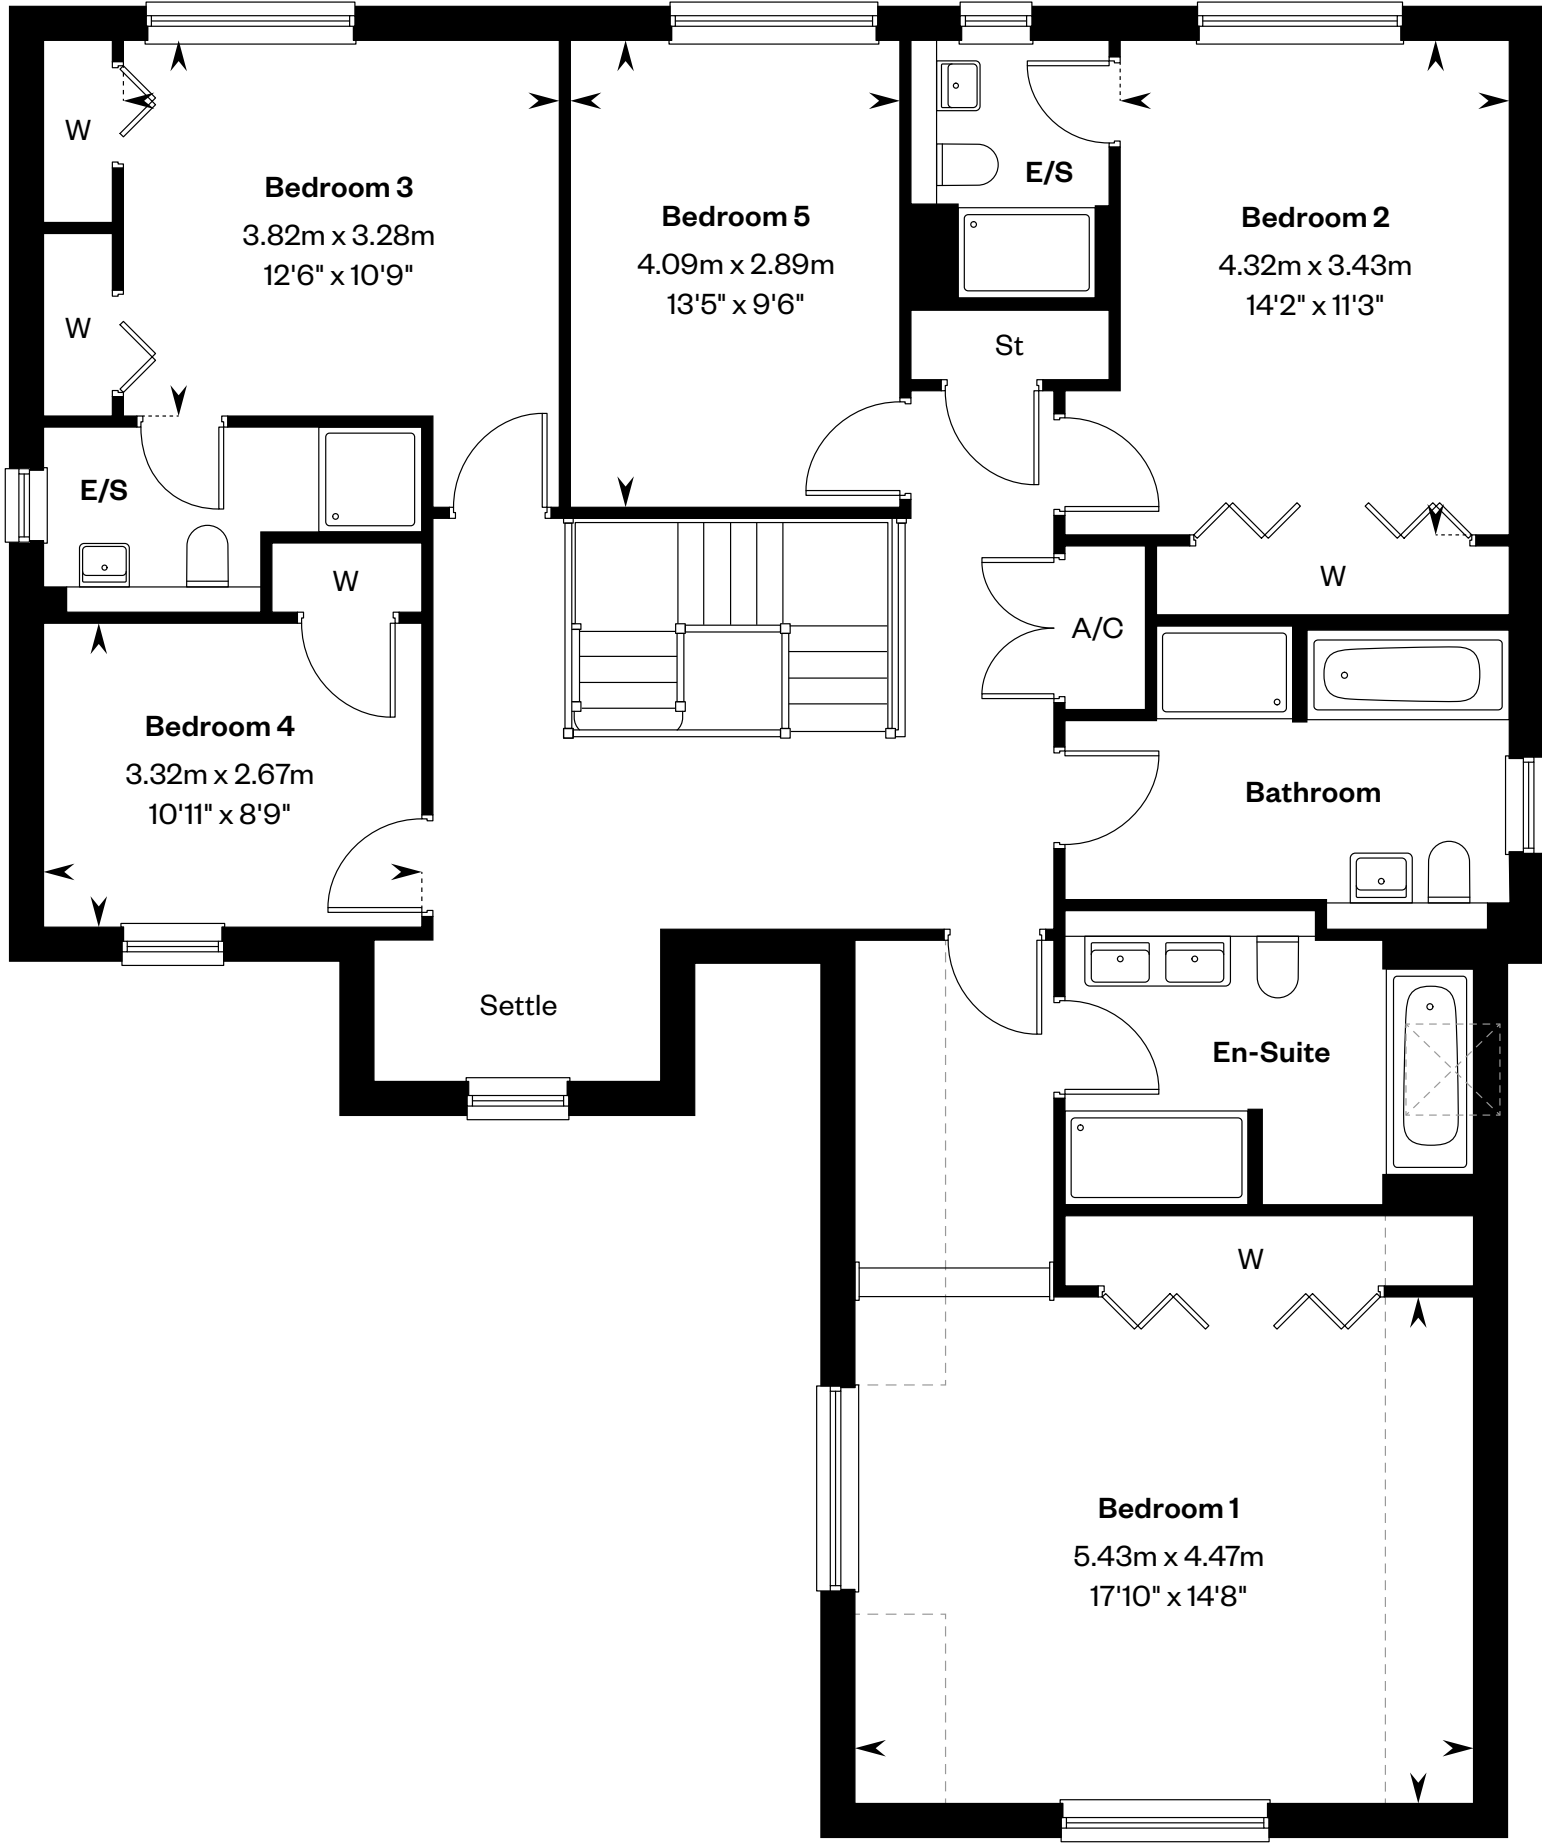 W
Bedroom 3
3.82m x 3.28m
12'6" x 10'9"
W
Bedroom 5
4.09m x 2.89m
13'5" x 9'6"
E/S
Bedroom 2
4.32m x 3.43m
14'2" x 11'3"
St
E/S
W
W
A/C
Bedroom 4
3.32m x 2.67m
10'11" x 8'9"
Bathroom
Settle
En-Suite
W
Bedroom 1
5.43m x 4.47m
17'10" x 14'8"